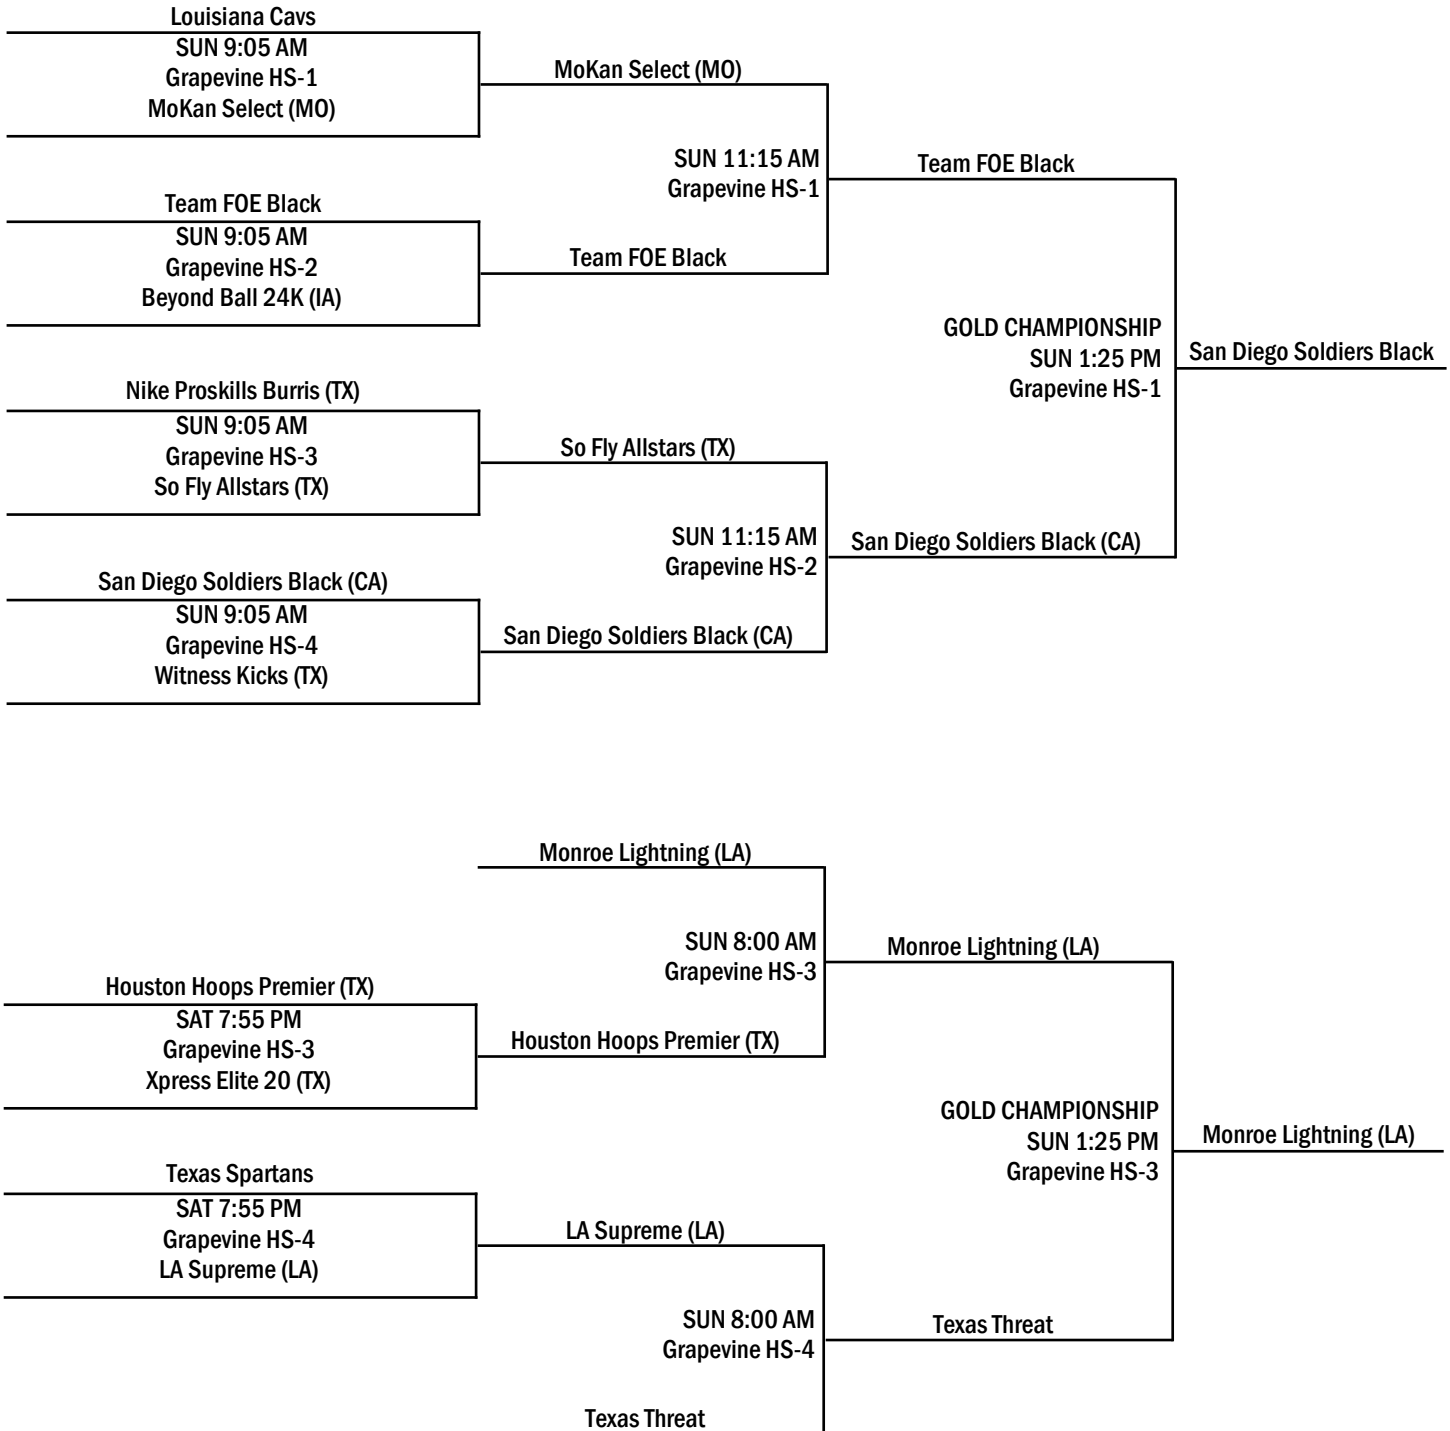 Louisiana Cavs
SUN 9:05 AM
Grapevine HS-1
MoKan Select (MO)
MoKan Select (MO)
SUN 11:15 AM
Grapevine HS-1
Team FOE Black
Team FOE Black
SUN 9:05 AM
Grapevine HS-2
Beyond Ball 24K (IA)
Team FOE Black
GOLD CHAMPIONSHIP
SUN 1:25 PM
Grapevine HS-1
San Diego Soldiers Black
Nike Proskills Burris (TX)
SUN 9:05 AM
Grapevine HS-3
So Fly Allstars (TX)
So Fly Allstars (TX)
SUN 11:15 AM
Grapevine HS-2
San Diego Soldiers Black (CA)
San Diego Soldiers Black (CA)
SUN 9:05 AM
Grapevine HS-4
Witness Kicks (TX)
San Diego Soldiers Black (CA)
Monroe Lightning (LA)
SUN 8:00 AM
Grapevine HS-3
Monroe Lightning (LA)
Houston Hoops Premier (TX)
SAT 7:55 PM
Grapevine HS-3
Xpress Elite 20 (TX)
Houston Hoops Premier (TX)
GOLD CHAMPIONSHIP
SUN 1:25 PM
Grapevine HS-3
Monroe Lightning (LA)
Texas Spartans
SAT 7:55 PM
Grapevine HS-4
LA Supreme (LA)
LA Supreme (LA)
SUN 8:00 AM
Grapevine HS-4
Texas Threat
Texas Threat